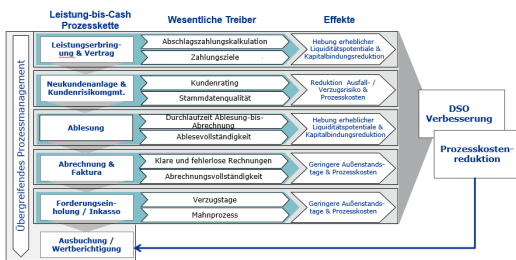 Leistung-bis-Cash
Prozesskette
Wesentliche Treiber
Effekte
Übergreifendes Prozessmanagement
Leistungserbring-
ung & Vertrag
Abschlagszahlungskalkulation
Zahlungsziele
Hebung erheblicher
Liquiditätspotentiale &
Kapitalbindungsreduktion
Neukundenanlage &
Kundenrisikomgmt.
Kundenrating
Stammdatenqualität
Reduktion Ausfall- /
Verzugsrisiko &
Prozesskosten
Ablesung
Durchlaufzeit Ablesung-bis-
Abrechnung
Ablesevollständigkeit
Hebung erheblicher
Liquiditätspotentiale &
Kapitalbindungsreduktion
Abrechnung &
Faktura
Klare und fehlerlose Rechnungen
Abrechnungsvollständigkeit
Geringere Außenstands-
tage & Prozesskosten
Forderungsein-
holung / Inkasso
Verzugstage
Mahnprozess
Geringere Außenstands-
tage & Prozesskosten
Ausbuchung /
Wertberichtigung
DSO
Verbesserung
Prozesskosten-
reduktion